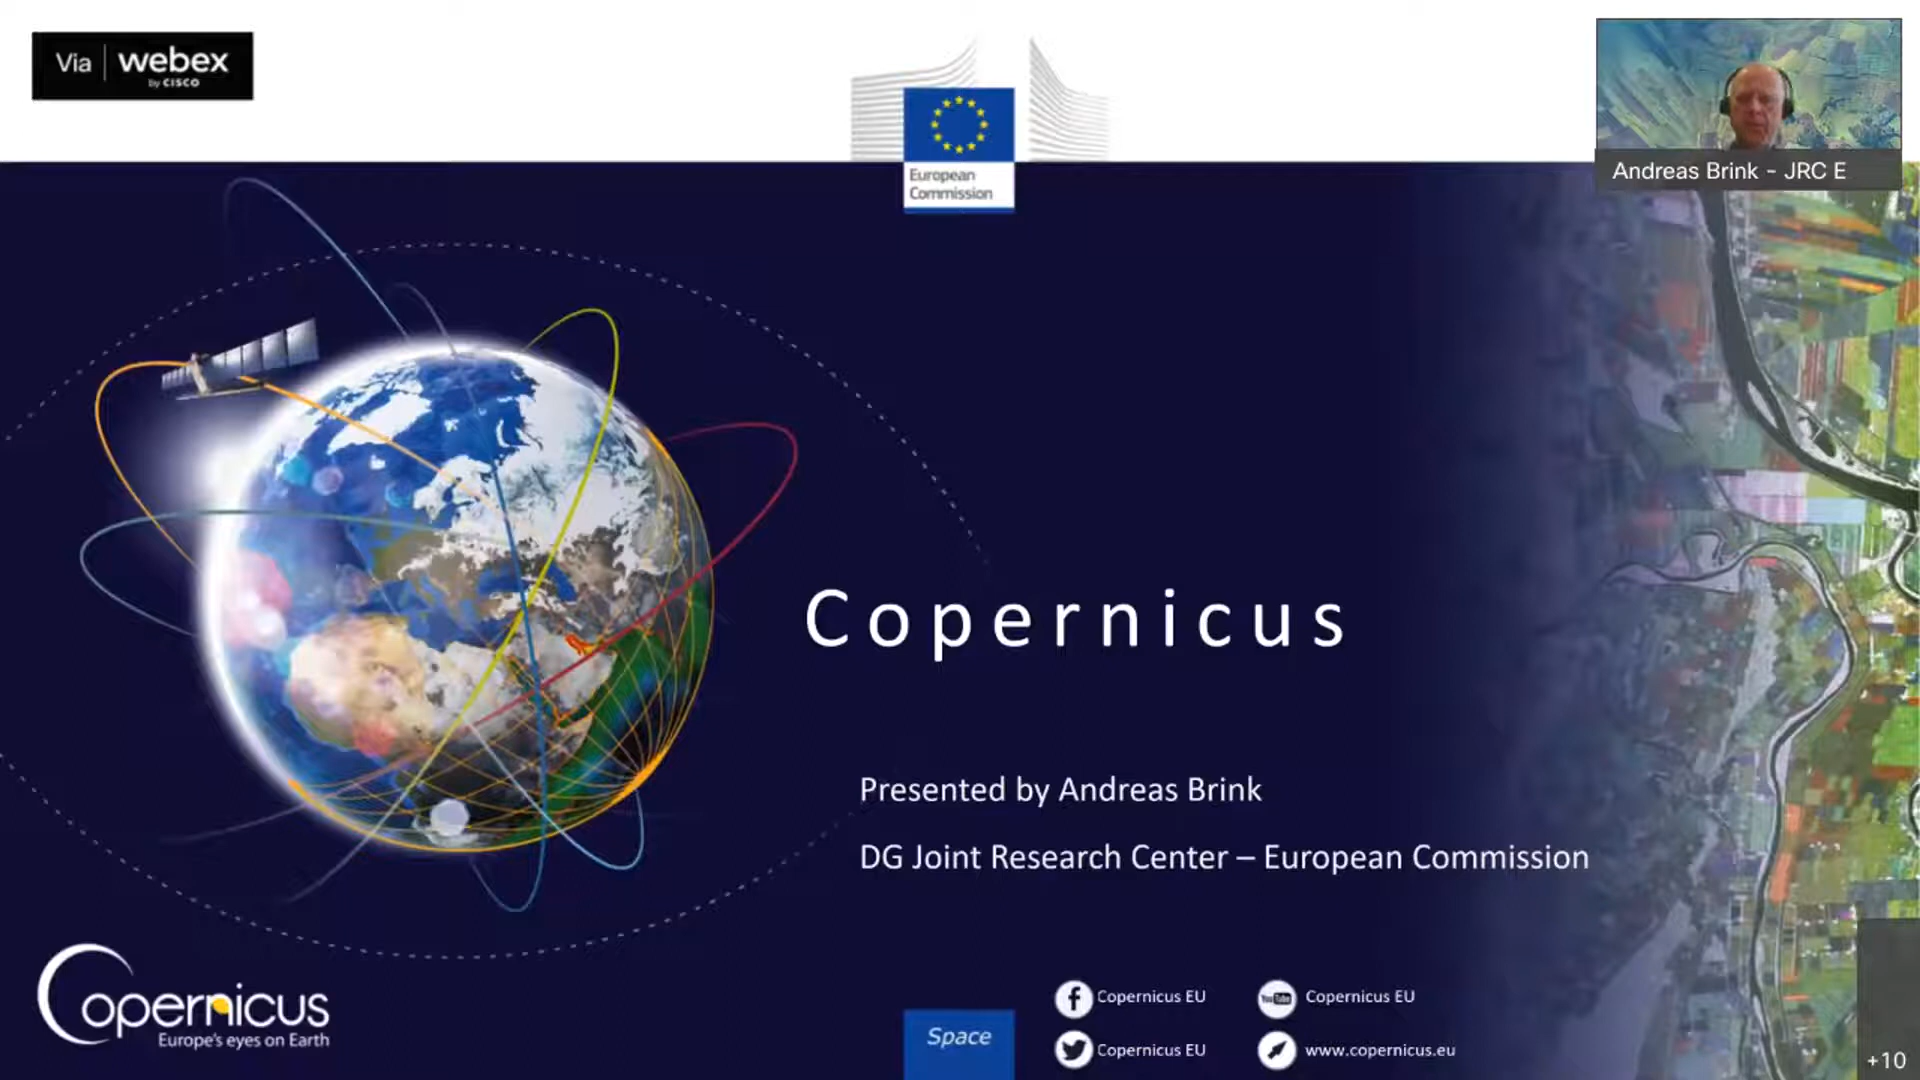 Via webex
by CISCO
European
Commission
Andreas Brink - JRC E
Copernicus
Presented by Andreas Brink
DG Joint Research Center – European Commission
Copernicus
Europe's eyes on Earth
Space
Copernicus EU
YouTube Copernicus EU
Copernicus EU
www.copernicus.eu
+10